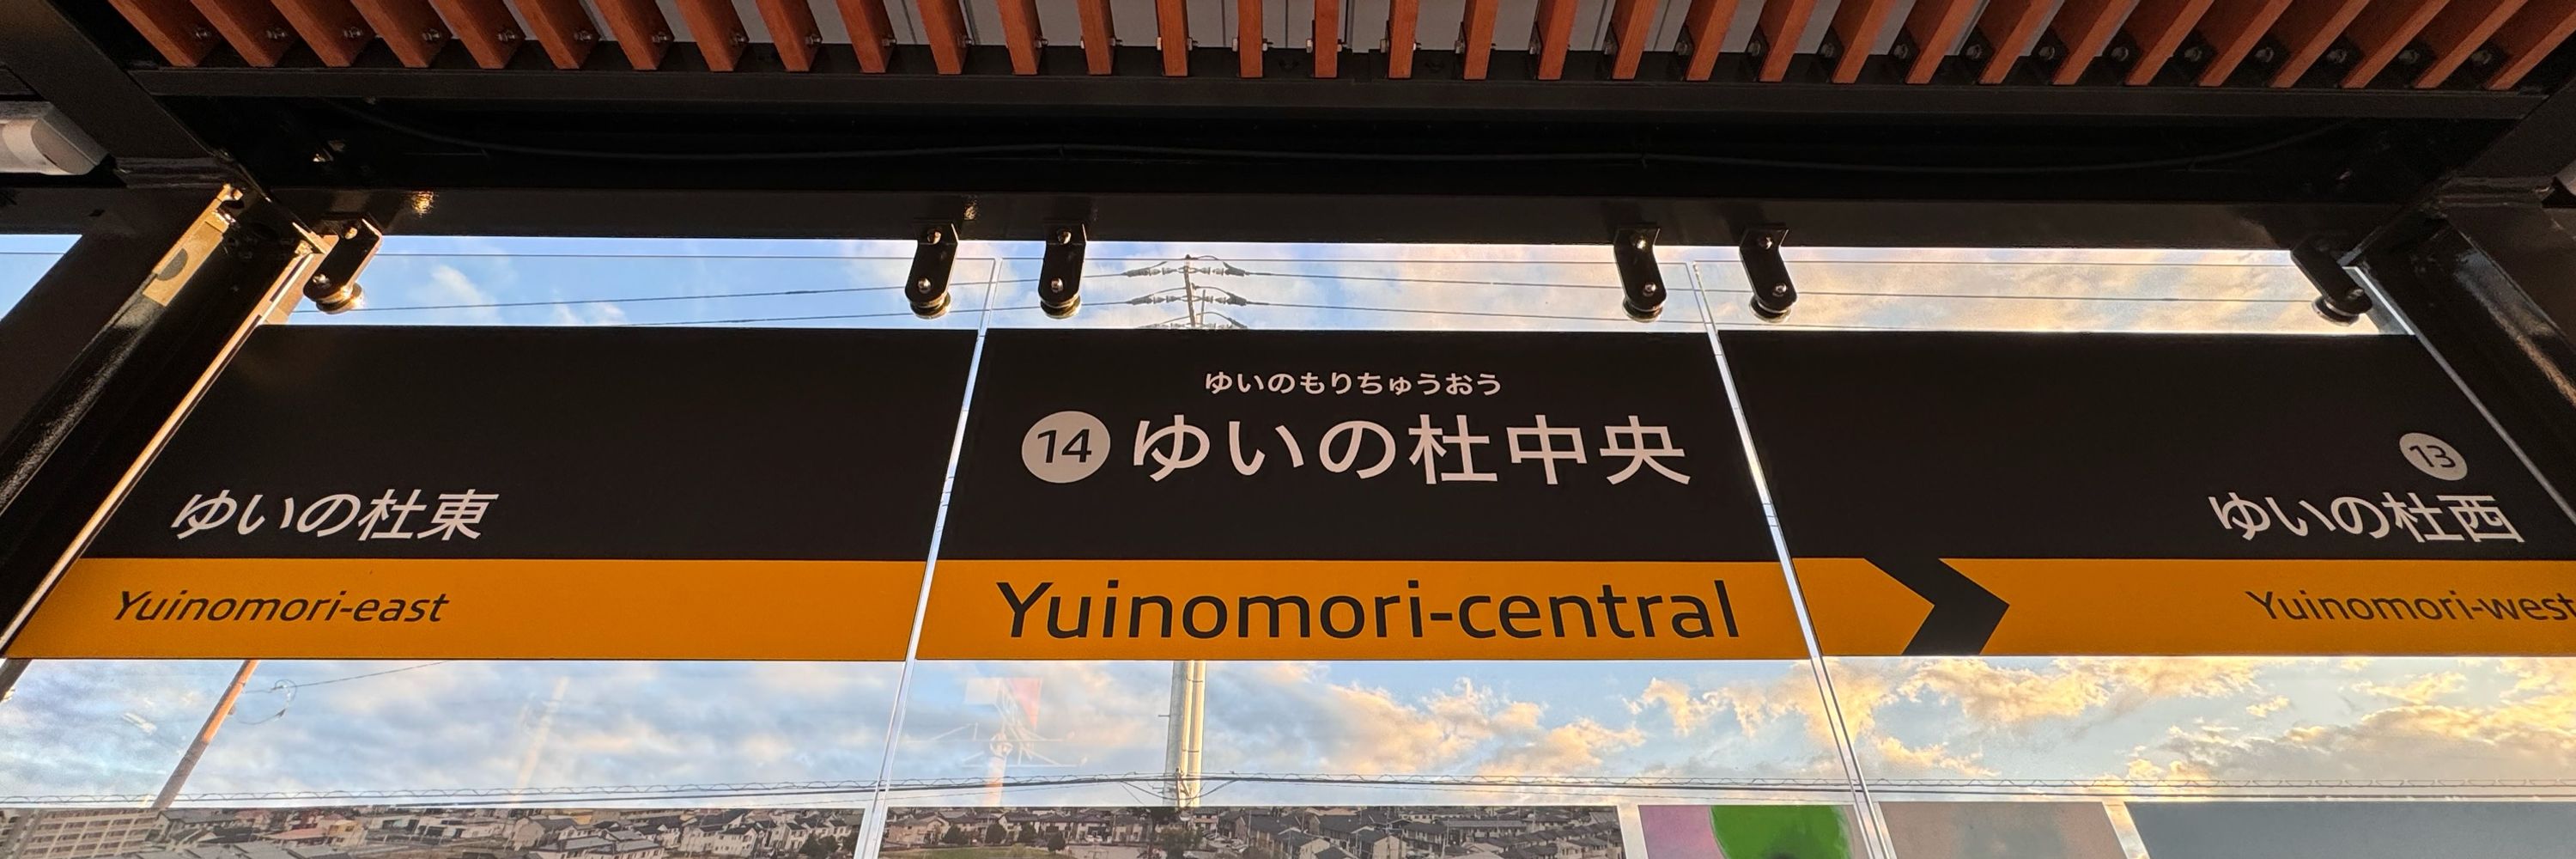 ゆいの杜東
Yuinomori-east
ゆいのもりちゅうおう
14 ゆいの杜中央
Yuinomori-central
13
ゆいの杜西
Yuinomori-west